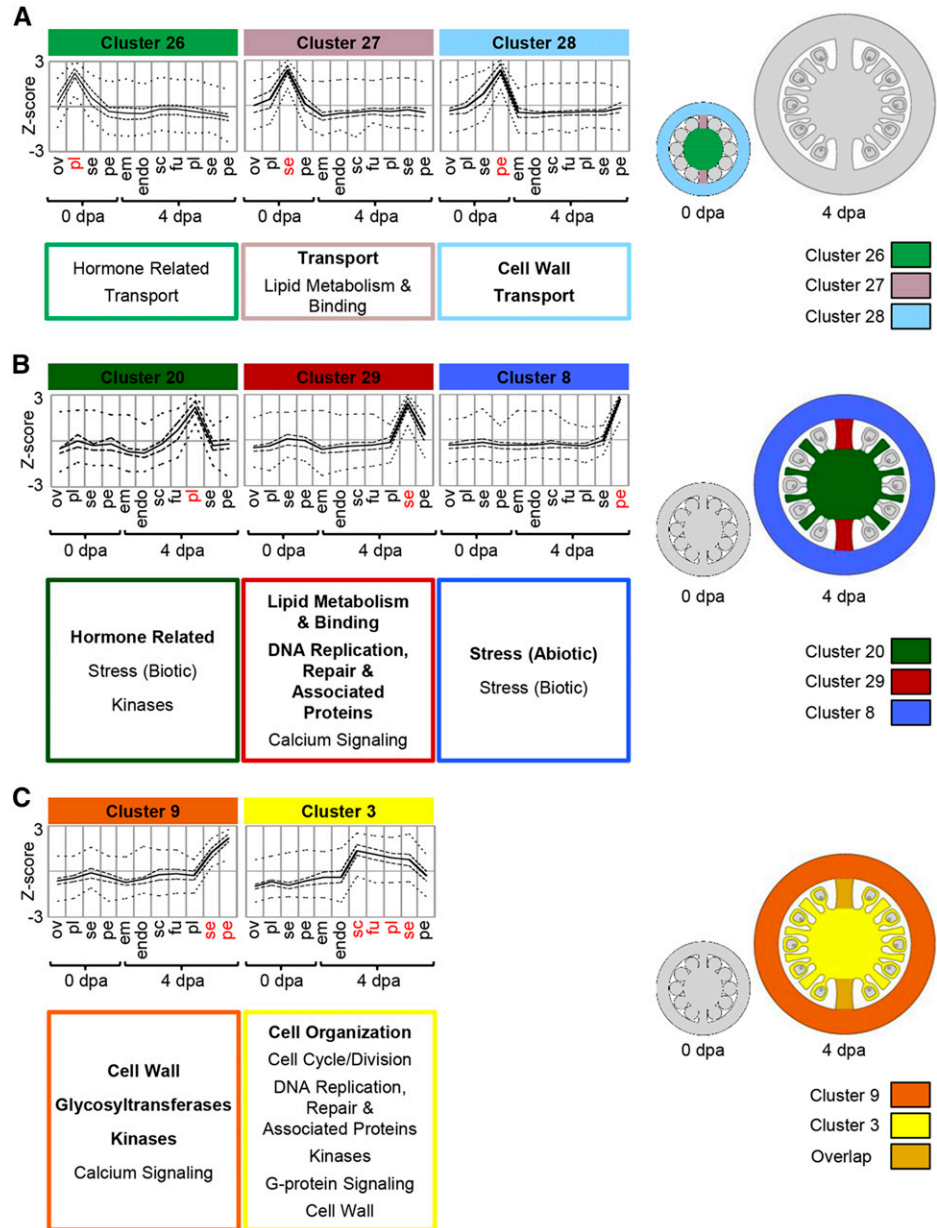 A
Cluster 26
Cluster 27
Cluster 28
3
Z-score
-3
ov pl se pe em endo sc fu pl se pe
ov pl se pe em endo sc fu pl se pe
ov pl se pe em endo sc fu pl se pe
0 dpa 4 dpa
0 dpa 4 dpa
0 dpa 4 dpa
Hormone Related
Transport
Transport
Lipid Metabolism &
Binding
Cell Wall
Transport
0 dpa
4 dpa
Cluster 26
Cluster 27
Cluster 28
B
Cluster 20
Cluster 29
Cluster 8
3
Z-score
-3
ov pl se pe em endo sc fu pl se pe
ov pl se pe em endo sc fu pl se pe
ov pl se pe em endo sc fu pl se pe
0 dpa 4 dpa
0 dpa 4 dpa
0 dpa 4 dpa
Hormone Related
Stress (Biotic)
Kinases
Lipid Metabolism
& Binding
DNA Replication,
Repair &
Associated
Proteins
Calcium Signaling
Stress (Abiotic)
Stress (Biotic)
0 dpa
4 dpa
Cluster 20
Cluster 29
Cluster 8
C
Cluster 9
Cluster 3
3
Z-score
-3
ov pl se pe em endo sc fu pl se pe
ov pl se pe em endo sc fu pl se pe
0 dpa 4 dpa
0 dpa 4 dpa
Cell Wall
Glycosyltransferases
Kinases
Calcium Signaling
Cell Organization
Cell Cycle/Division
DNA Replication,
Repair &
Associated Proteins
Kinases
G-protein Signaling
Cell Wall
0 dpa
4 dpa
Cluster 9
Cluster 3
Overlap